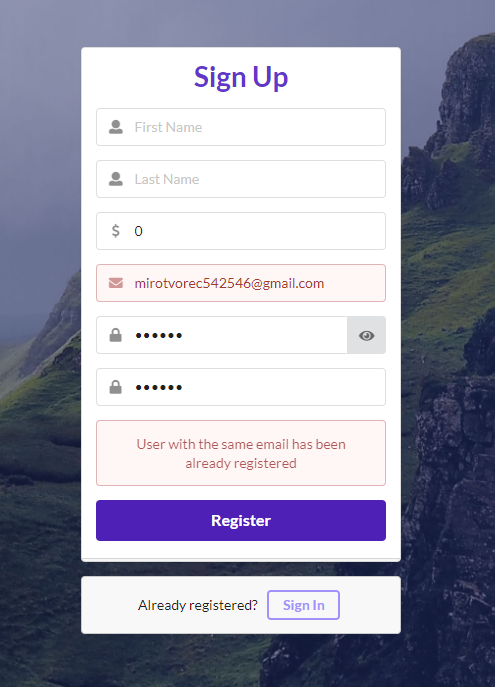 Sign Up
First Name
Last Name
$ 0
mirotvorec542546@gmail.com
••••••
••••••
User with the same email has been
already registered
Register
Already registered? Sign In